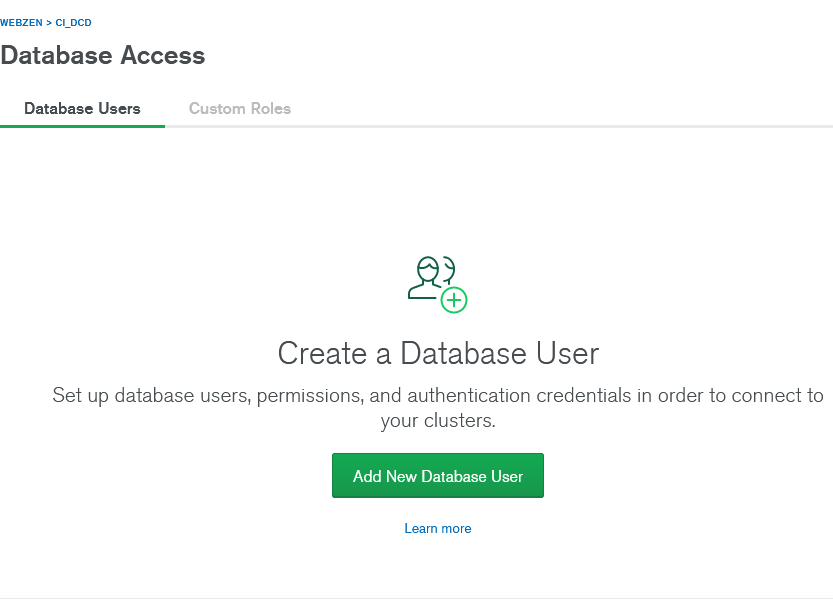 WEBZEN > CI_DCD
Database Access
Database Users
Custom Roles
Create a Database User
Set up database users, permissions, and authentication credentials in order to connect to
your clusters.
Add New Database User
Learn more